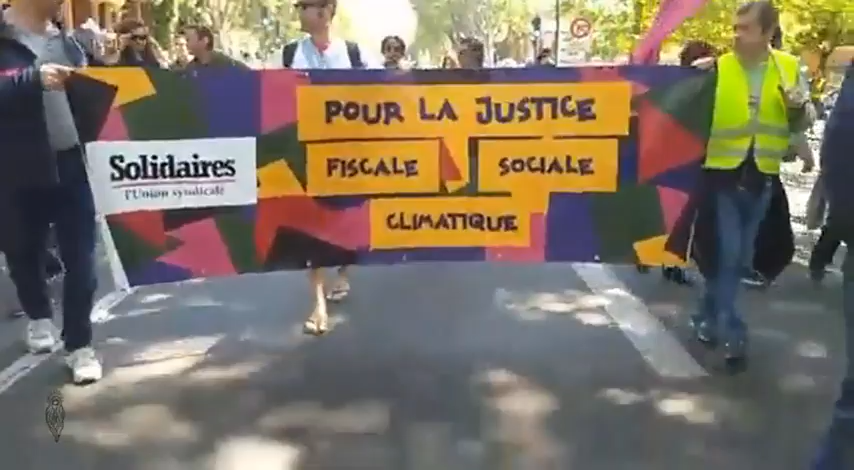 POUR LA JUSTICE
FISCALE SOCIALE
CLIMATIQUE
Solidaires
l'Union syndicale